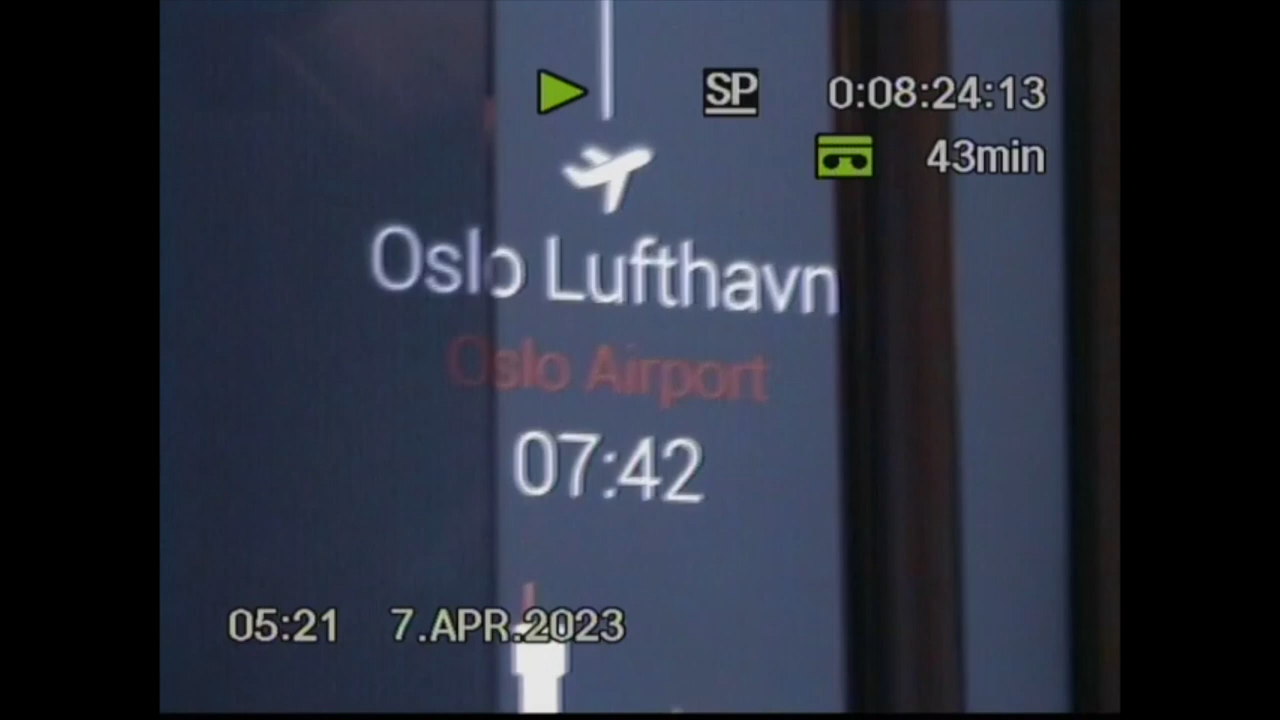 SP 0:08:24:13
43min
Oslo Lufthavn
Oslo Airport
07:42
05:21 7.APR.2023